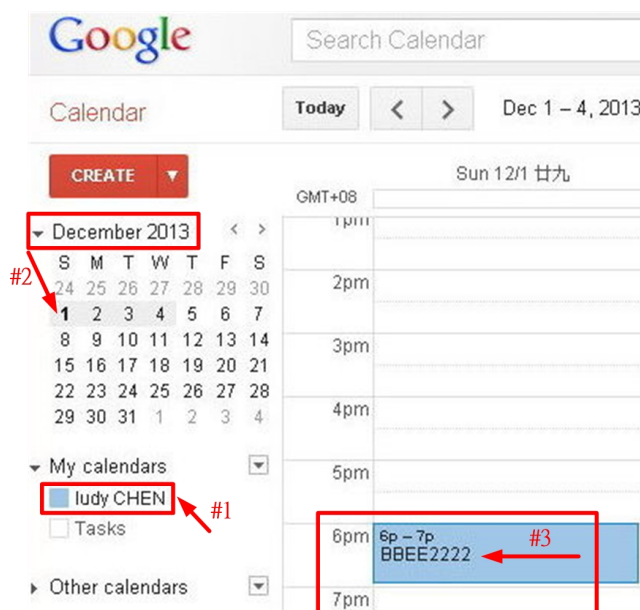 Google
Search Calendar
Calendar
Today
Dec 1 – 4, 2013
CREATE
Sun 12/1 廿九
GMT+08
December 2013
S M T W T F S
#2
24 25 26 27 28 29 30
1 2 3 4 5 6 7
8 9 10 11 12 13 14
15 16 17 18 19 20 21
22 23 24 25 26 27 28
29 30 31 1 2 3 4
1pm
2pm
3pm
4pm
5pm
6pm
7pm
My calendars
ludy CHEN
#1
Tasks
Other calendars
6p – 7p
BBEE2222
#3